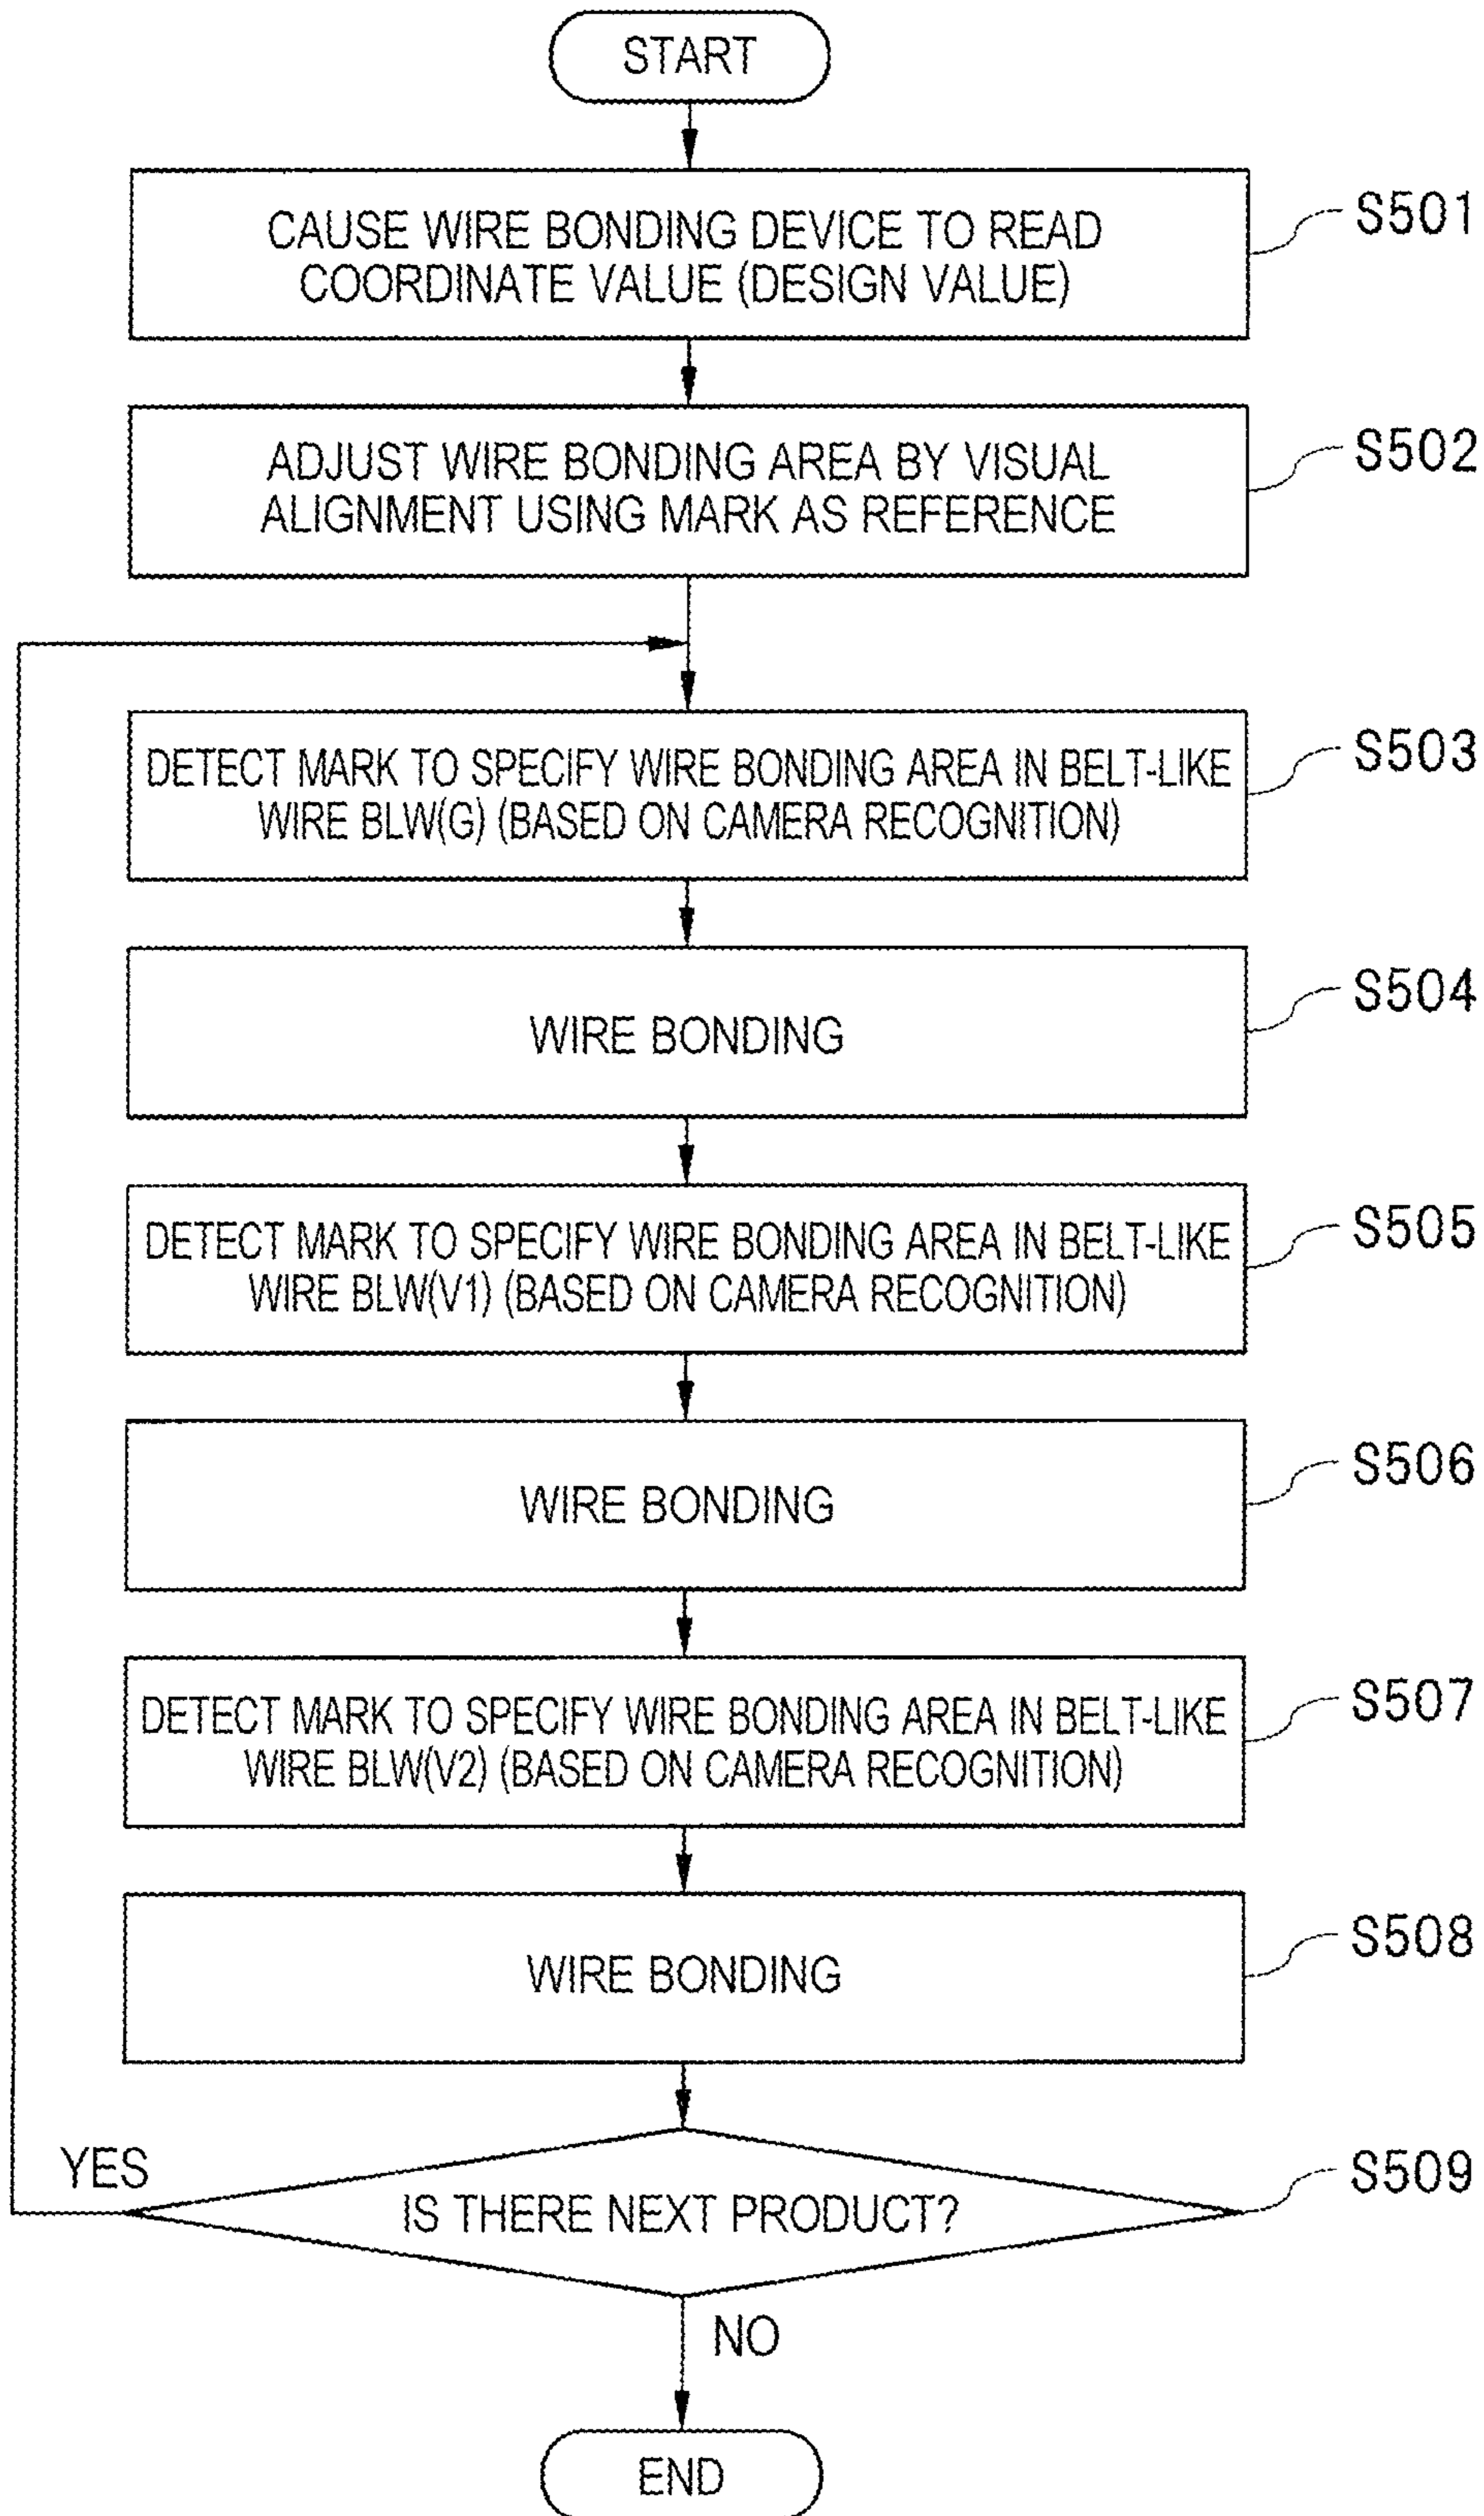 START
CAUSE WIRE BONDING DEVICE TO READ
COORDINATE VALUE (DESIGN VALUE)
S501
ADJUST WIRE BONDING AREA BY VISUAL
ALIGNMENT USING MARK AS REFERENCE
S502
DETECT MARK TO SPECIFY WIRE BONDING AREA IN BELT-LIKE
WIRE BLW(G) (BASED ON CAMERA RECOGNITION)
S503
WIRE BONDING
S504
DETECT MARK TO SPECIFY WIRE BONDING AREA IN BELT-LIKE
WIRE BLW(V1) (BASED ON CAMERA RECOGNITION)
S505
WIRE BONDING
S506
DETECT MARK TO SPECIFY WIRE BONDING AREA IN BELT-LIKE
WIRE BLW(V2) (BASED ON CAMERA RECOGNITION)
S507
WIRE BONDING
S508
YES
IS THERE NEXT PRODUCT?
S509
NO
END